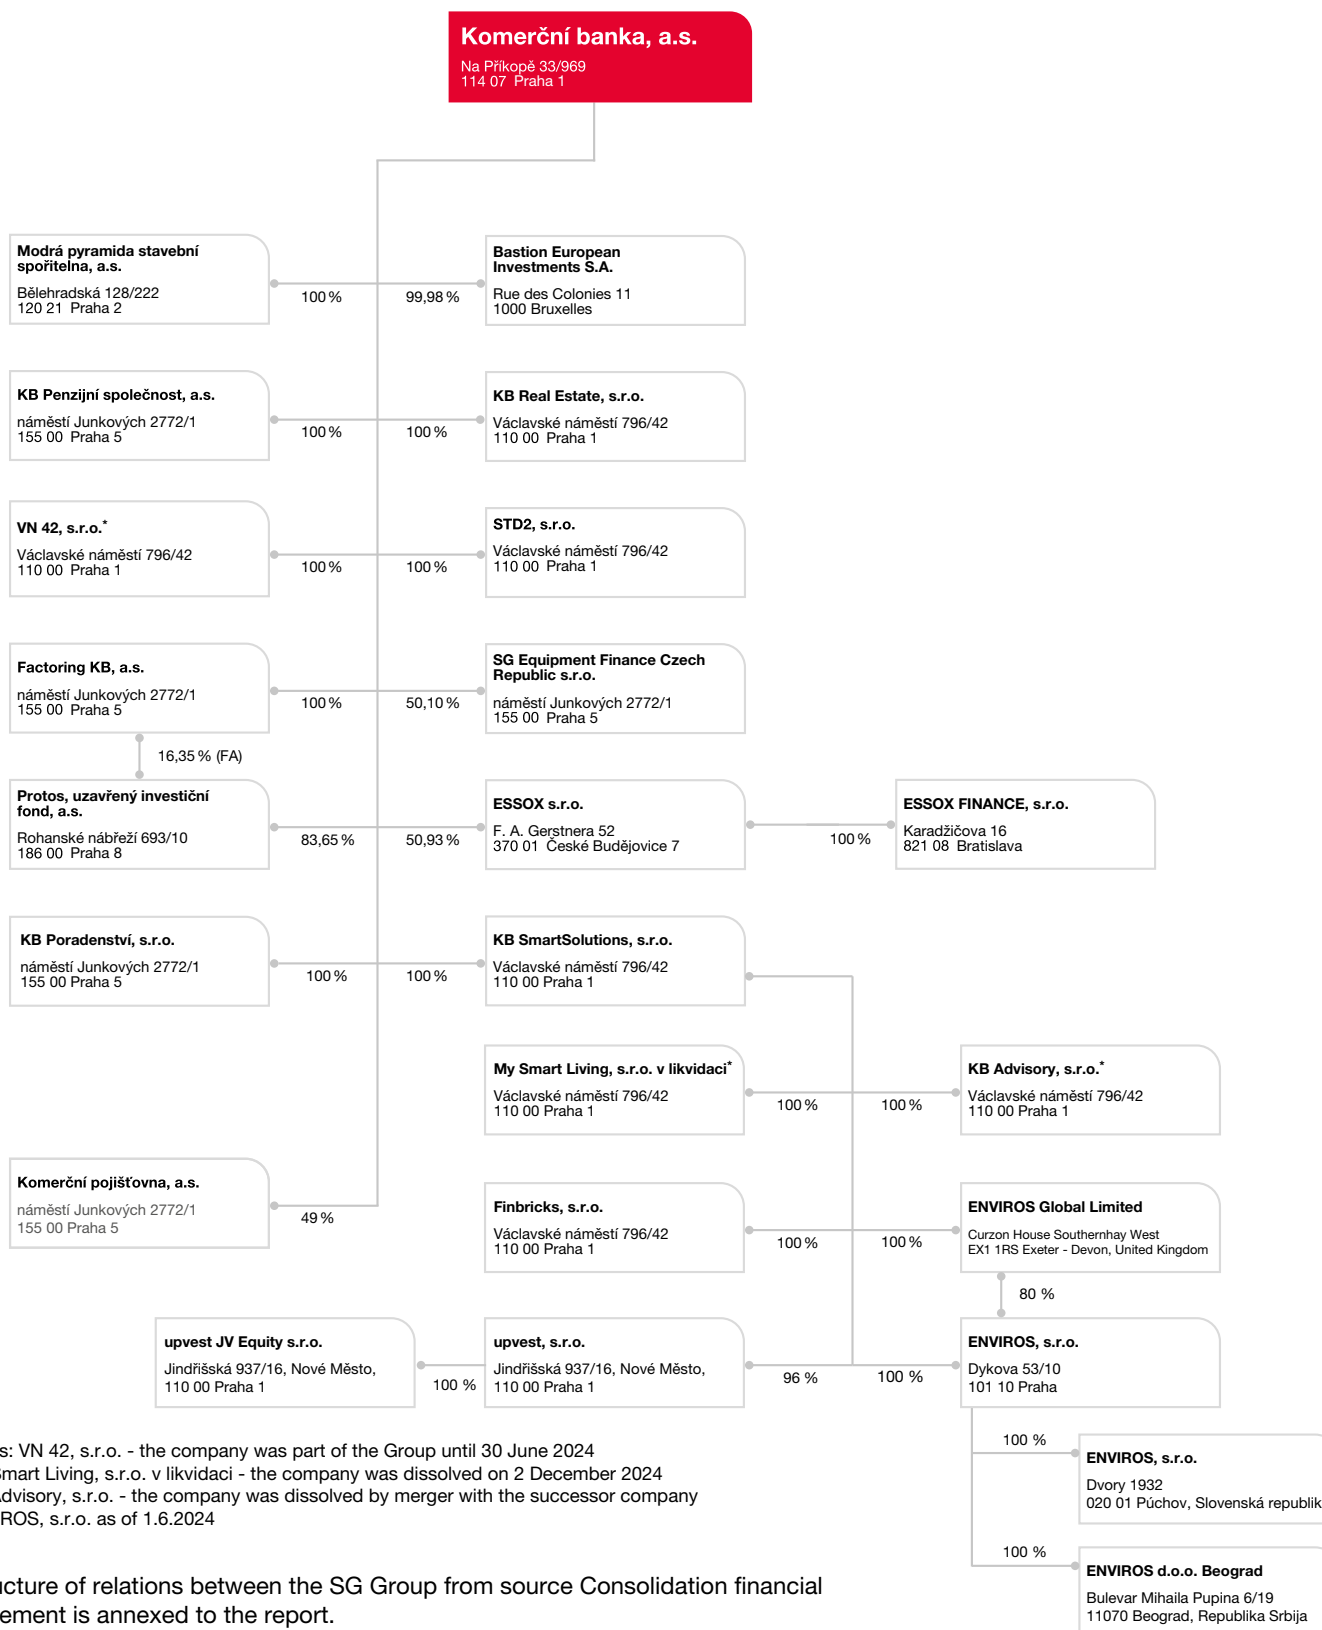 Komerční banka, a.s.
Na Příkopě 33/969
114 07 Praha 1
Modrá pyramida stavební
spořitelna, a.s.
Bělehradská 128/222
120 21 Praha 2
100 %
99,98 %
Bastion European
Investments S.A.
Rue des Colonies 11
1000 Bruxelles
KB Penzijní společnost, a.s.
náměstí Junkových 2772/1
155 00 Praha 5
100 %
100 %
KB Real Estate, s.r.o.
Václavské náměstí 796/42
110 00 Praha 1
VN 42, s.r.o.*
Václavské náměstí 796/42
110 00 Praha 1
100 %
100 %
STD2, s.r.o.
Václavské náměstí 796/42
110 00 Praha 1
Factoring KB, a.s.
náměstí Junkových 2772/1
155 00 Praha 5
100 %
50,10 %
SG Equipment Finance Czech
Republic s.r.o.
náměstí Junkových 2772/1
155 00 Praha 5
16,35 % (FA)
Protos, uzavřený investiční
fond, a.s.
Rohanské nábřeží 693/10
186 00 Praha 8
83,65 %
50,93 %
ESSOX s.r.o.
F. A. Gerstnera 52
370 01 České Budějovice 7
100 %
ESSOX FINANCE, s.r.o.
Karadžičova 16
821 08 Bratislava
KB Poradenství, s.r.o.
náměstí Junkových 2772/1
155 00 Praha 5
100 %
100 %
KB SmartSolutions, s.r.o.
Václavské náměstí 796/42
110 00 Praha 1
My Smart Living, s.r.o. v likvidaci*
Václavské náměstí 796/42
110 00 Praha 1
100 %
100 %
KB Advisory, s.r.o.*
Václavské náměstí 796/42
110 00 Praha 1
Komerční pojišťovna, a.s.
náměstí Junkových 2772/1
155 00 Praha 5
49 %
Finbricks, s.r.o.
Václavské náměstí 796/42
110 00 Praha 1
100 %
100 %
ENVIROS Global Limited
Curzon House Southernhay West
EX1 1RS Exeter - Devon, United Kingdom
80 %
upvest JV Equity s.r.o.
Jindřišská 937/16, Nové Město,
110 00 Praha 1
100 %
upvest, s.r.o.
Jindřišská 937/16, Nové Město,
110 00 Praha 1
96 %
100 %
ENVIROS, s.r.o.
Dykova 53/10
101 10 Praha
100 %
ENVIROS, s.r.o.
Dvory 1932
020 01 Púchov, Slovenská republik
100 %
ENVIROS d.o.o. Beograd
Bulevar Mihaila Pupina 6/19
11070 Beograd, Republika Srbija
s: VN 42, s.r.o. - the company was part of the Group until 30 June 2024
Smart Living, s.r.o. v likvidaci - the company was dissolved on 2 December 2024
Advisory, s.r.o. - the company was dissolved by merger with the successor company
ROS, s.r.o. as of 1.6.2024
ucture of relations between the SG Group from source Consolidation financial
ement is annexed to the report.